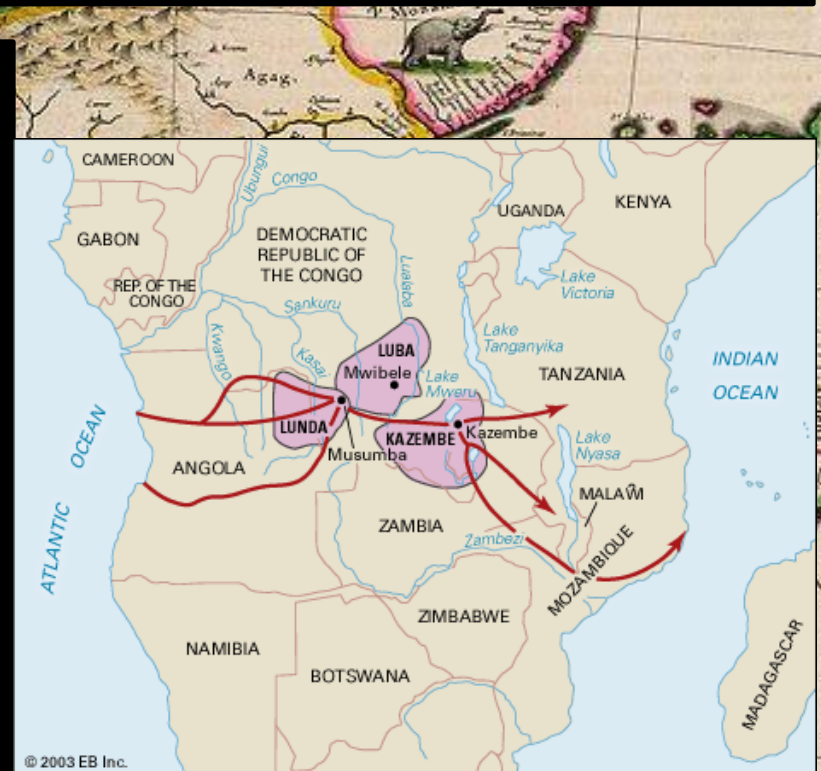 Agag.
CAMEROON
Ubungui
Congo
UGANDA
KENYA
GABON
DEMOCRATIC
REPUBLIC OF
THE CONGO
Lualaba
Lake
Victoria
REP. OF THE
CONGO
Sankuru
Kwango
Kasai
Lake
Tanganyika
LUBA
Mwibele
Lake
Mweru
TANZANIA
INDIAN
OCEAN
ATLANTIC OCEAN
LUNDA
KAZEMBE
Kazembe
Musumba
Lake
Nyasa
ANGOLA
MALAŴI
ZAMBIA
Zambezi
MOZAMBIQUE
ZIMBABWE
NAMIBIA
BOTSWANA
MADAGASCAR
© 2003 EB Inc.